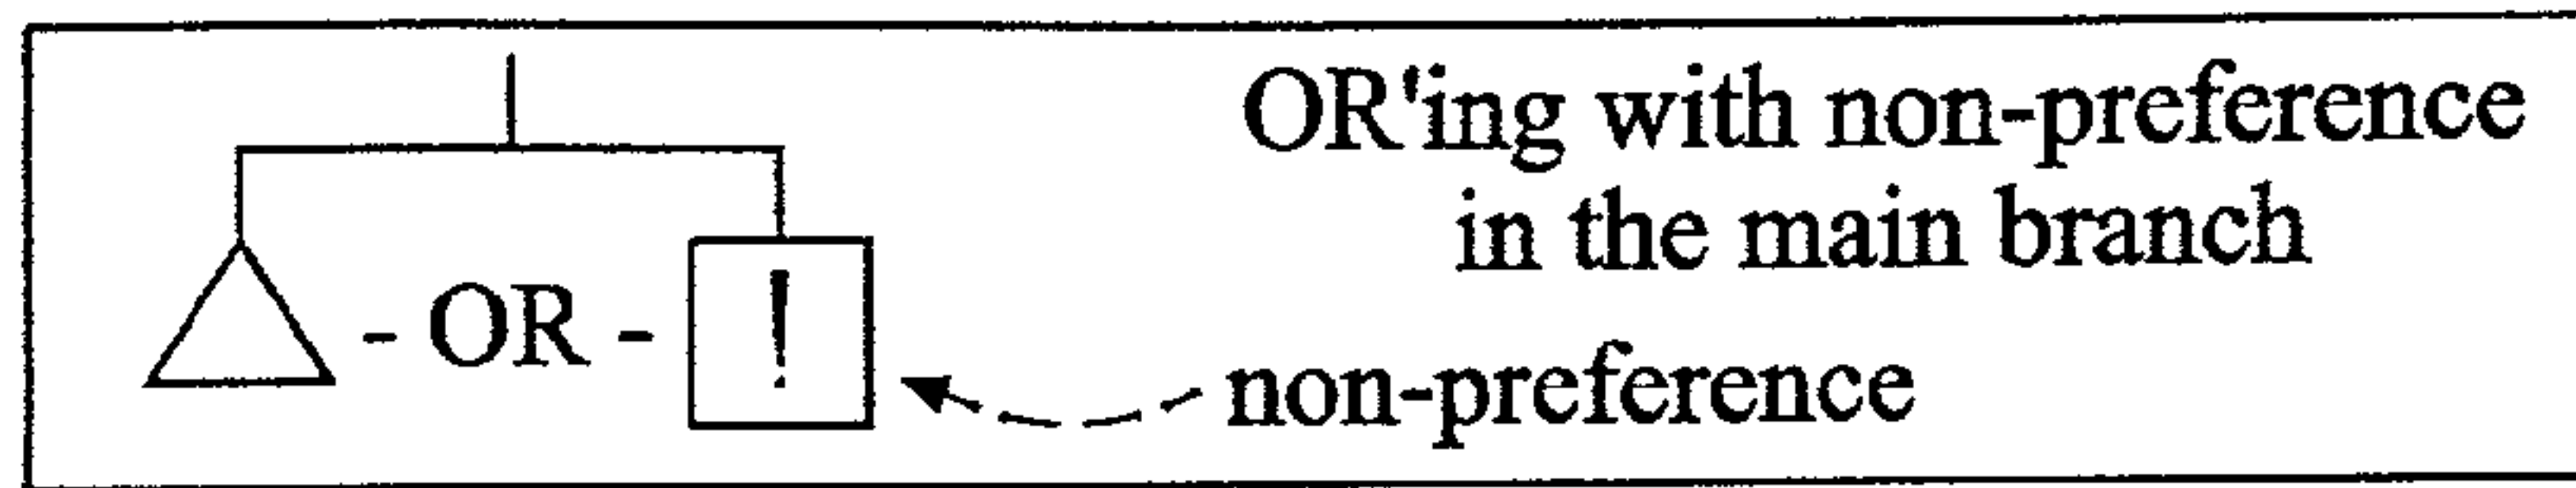 OR'ing with non-preference
in the main branch
- OR - !
non-preference